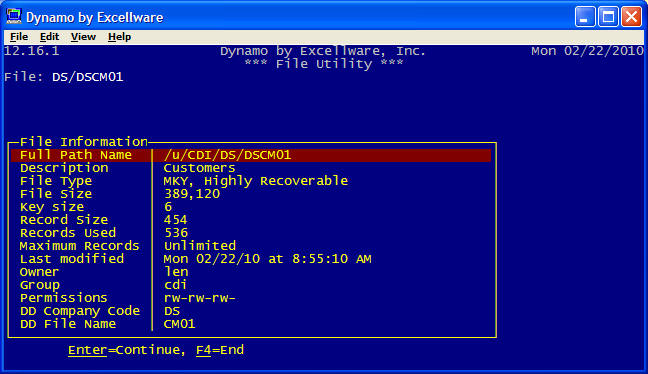 Dynamo by Excellware
File Edit View Help
12.16.1 Dynamo by Excellware, Inc. Mon 02/22/2010
*** File Utility ***
File: DS/DSCM01
File Information
Full Path Name /u/CDI/DS/DSCM01
Description Customers
File Type MKY, Highly Recoverable
File Size 389,120
Key size 6
Record Size 454
Records Used 536
Maximum Records Unlimited
Last modified Mon 02/22/10 at 8:55:10 AM
Owner len
Group cdi
Permissions rw-rw-rw-
DD Company Code DS
DD File Name CM01
Enter=Continue, F4=End